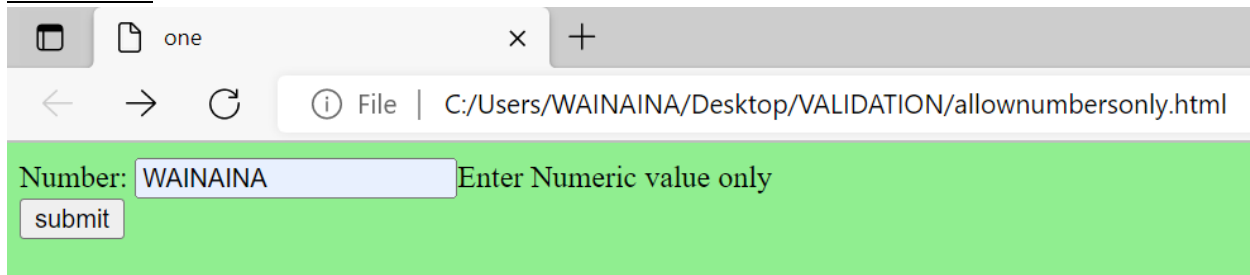 one
File | C:/Users/WAINAINA/Desktop/VALIDATION/allownumbersonly.html
Number: WAINAINA Enter Numeric value only
submit